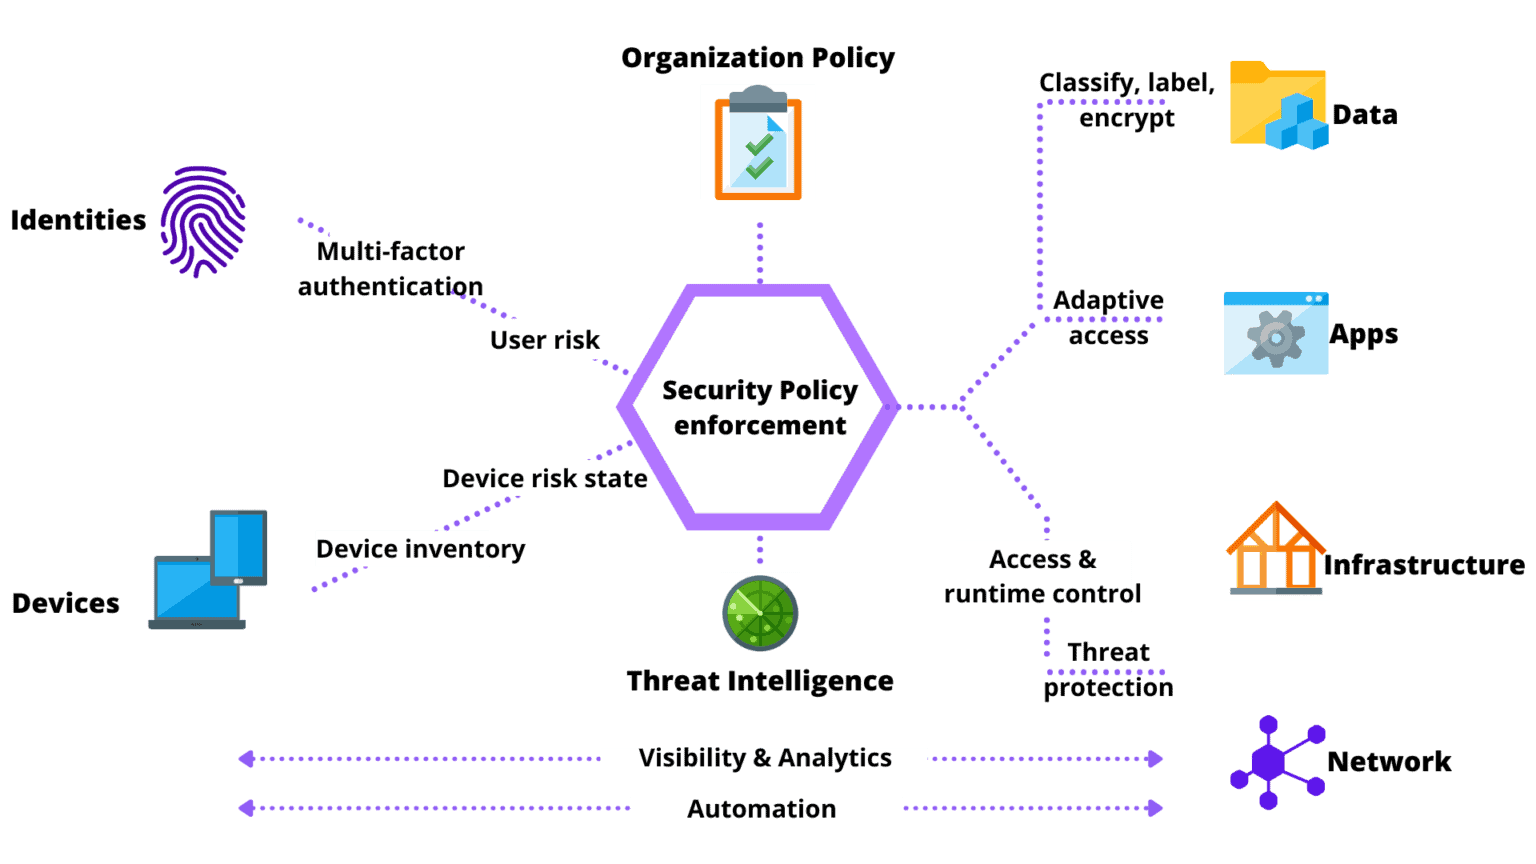 Organization Policy
Classify, label,
encrypt
Data
Identities
Multi-factor
authentication
User risk
Adaptive
access
Apps
Security Policy
enforcement
Device risk state
Device inventory
Devices
Access &
runtime control
Infrastructure
Threat
protection
Threat Intelligence
Visibility & Analytics
Network
Automation